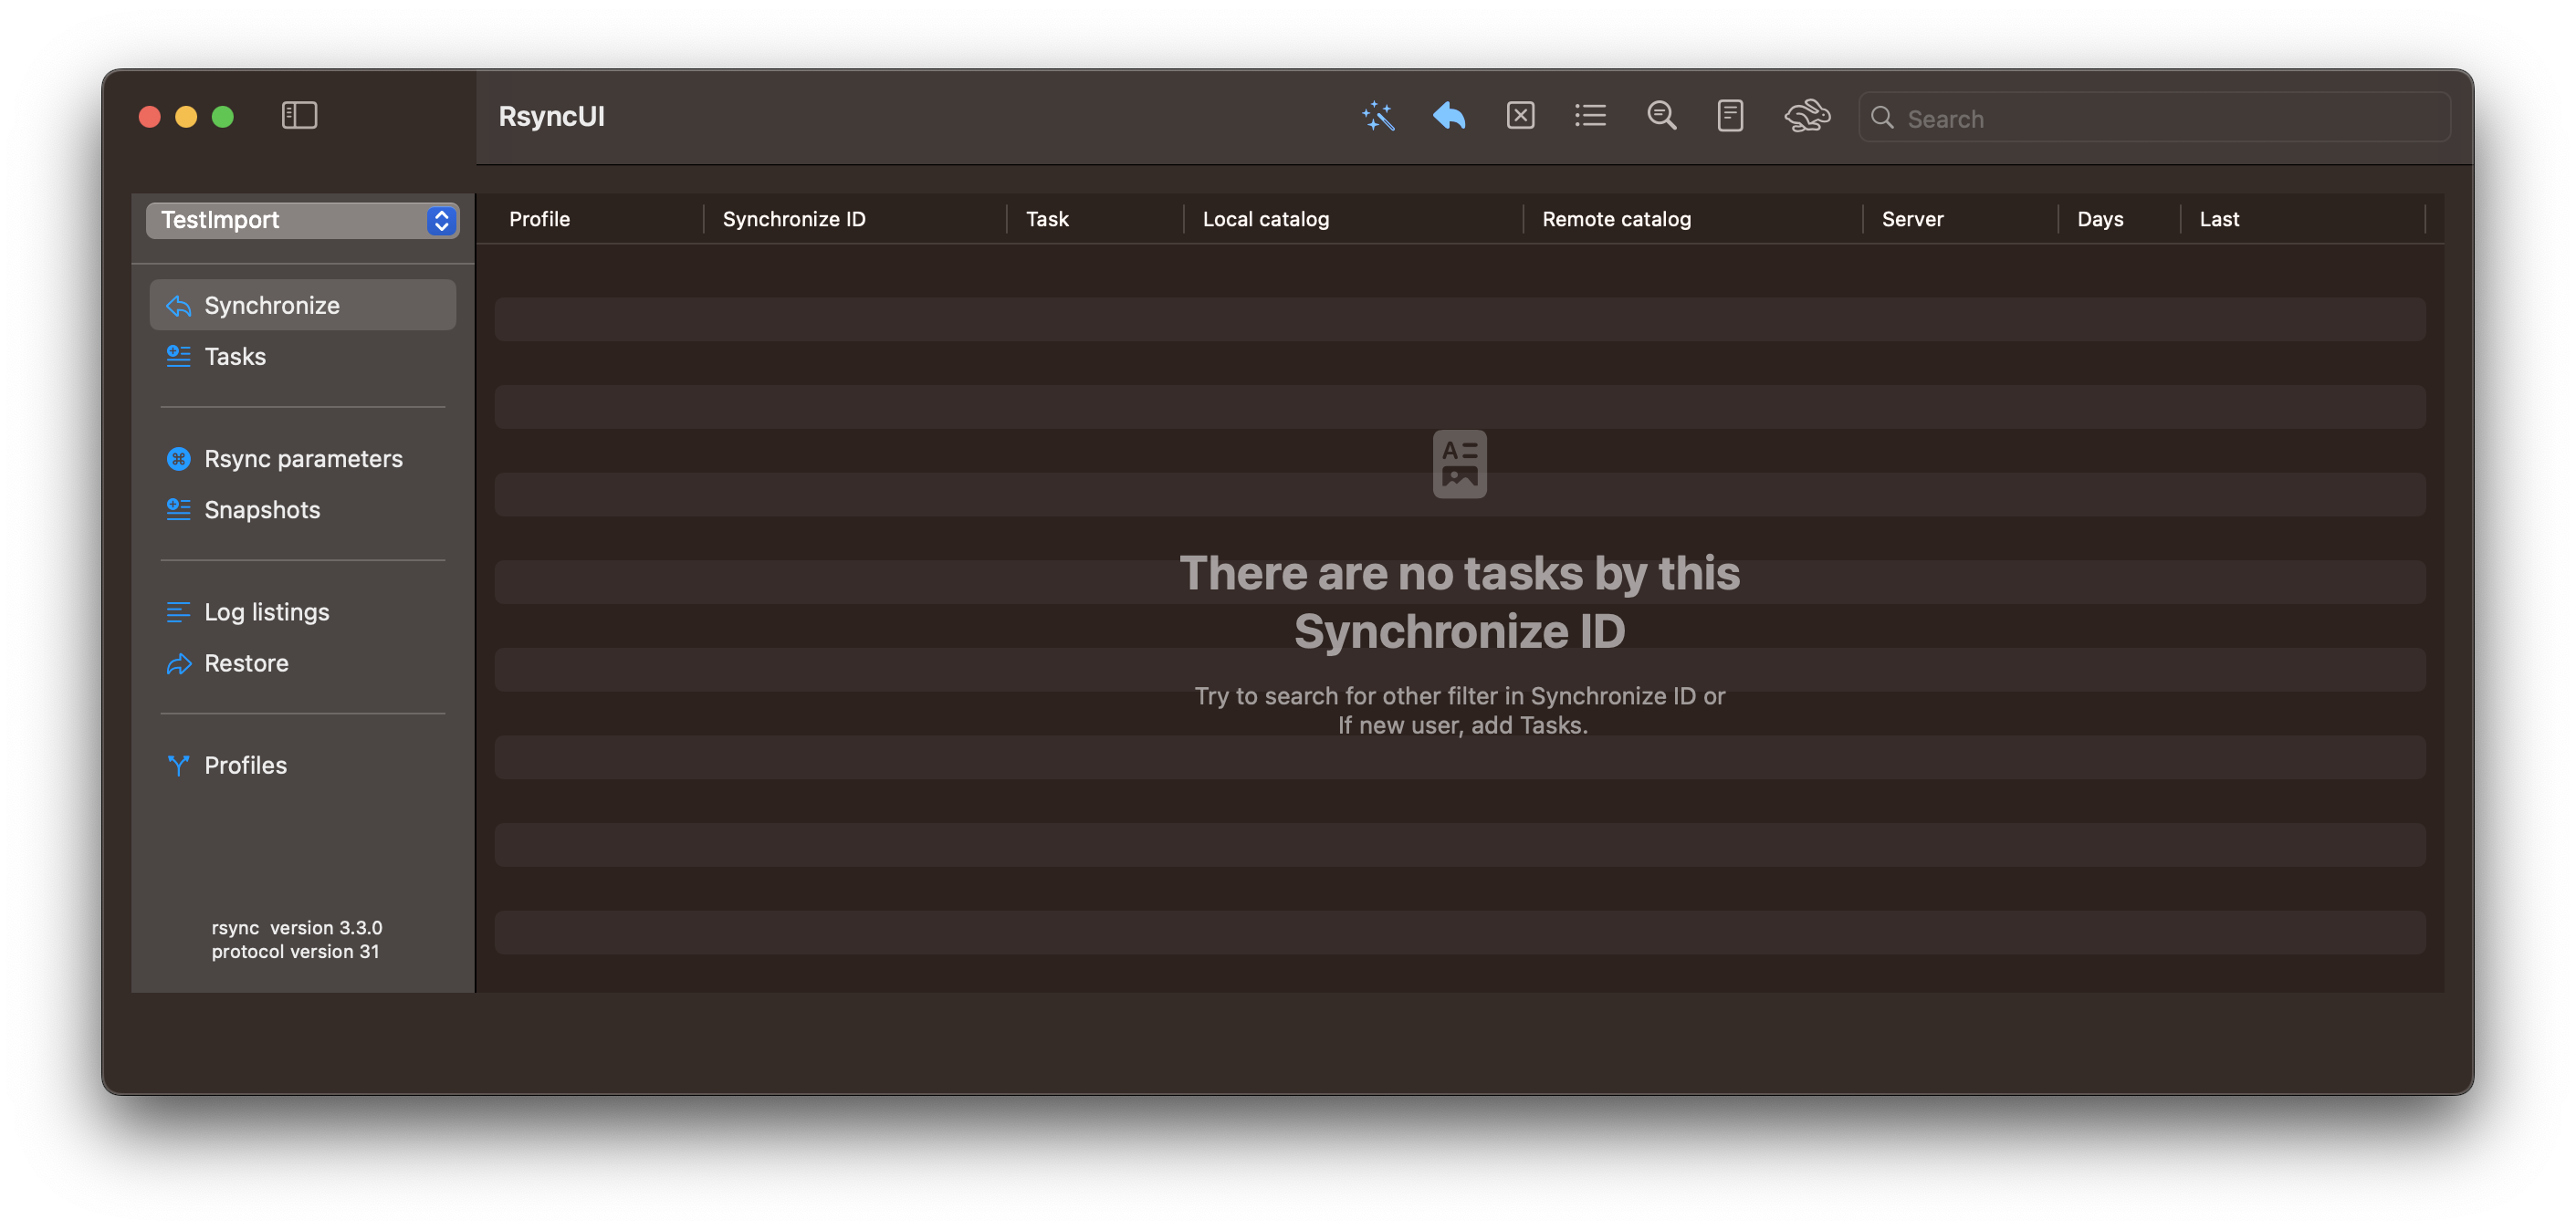 RsyncUI
Search
TestImport
Profile Synchronize ID Task Local catalog Remote catalog Server Days Last
Synchronize
Tasks
Rsync parameters
Snapshots
Log listings
Restore
Profiles
rsync  version 3.3.0
protocol version 31
A
There are no tasks by this
Synchronize ID
Try to search for other filter in Synchronize ID or
If new user, add Tasks.